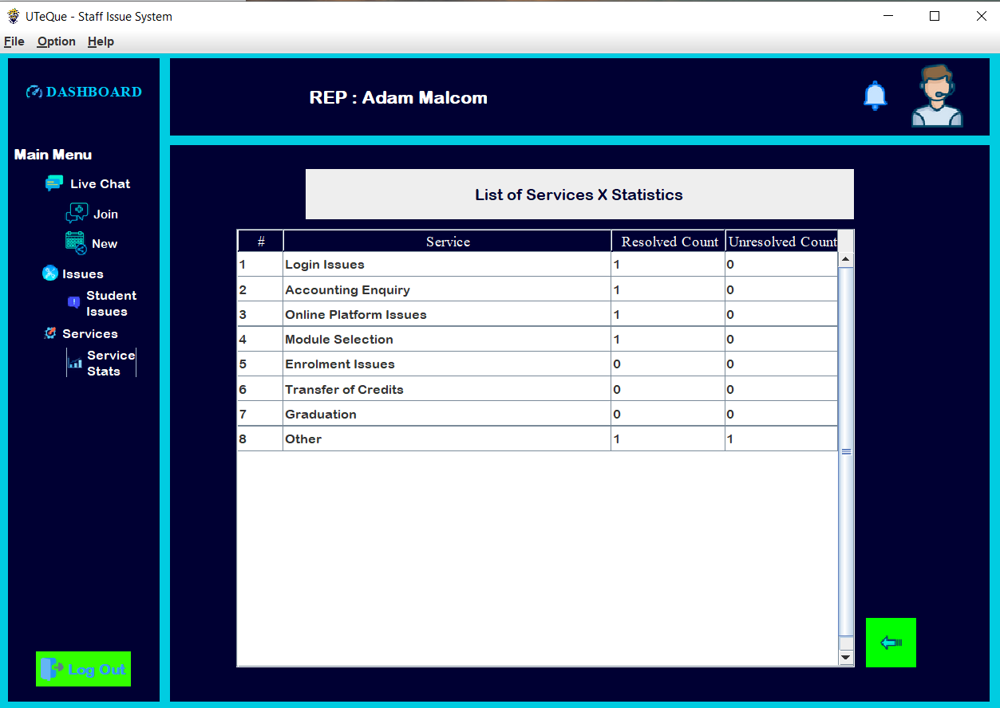 UTeQue - Staff Issue System
File Option Help
DASHBOARD
REP : Adam Malcom
Main Menu
Live Chat
Join
New
Issues
Student
Issues
Services
Service
Stats
Log Out
List of Services X Statistics
# Service Resolved Count Unresolved Count
1 Login Issues 1 0
2 Accounting Enquiry 1 0
3 Online Platform Issues 1 0
4 Module Selection 1 0
5 Enrolment Issues 0 0
6 Transfer of Credits 0 0
7 Graduation 0 0
8 Other 1 1